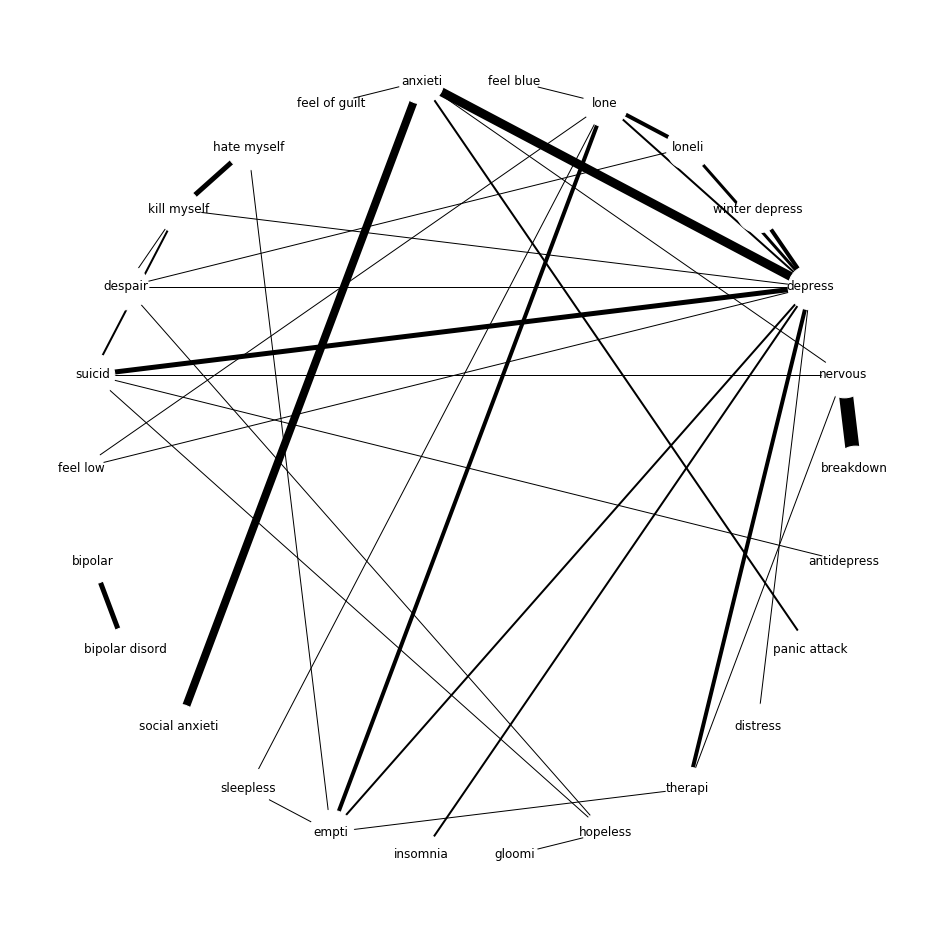 anxieti
feel blue
feel of guilt
lone
hate myself
loneli
kill myself
winter depress
despair
depress
suicid
nervous
feel low
breakdown
bipolar
antidepress
bipolar disord
panic attack
social anxieti
distress
sleepless
therapi
empti
hopeless
insomnia
gloomi